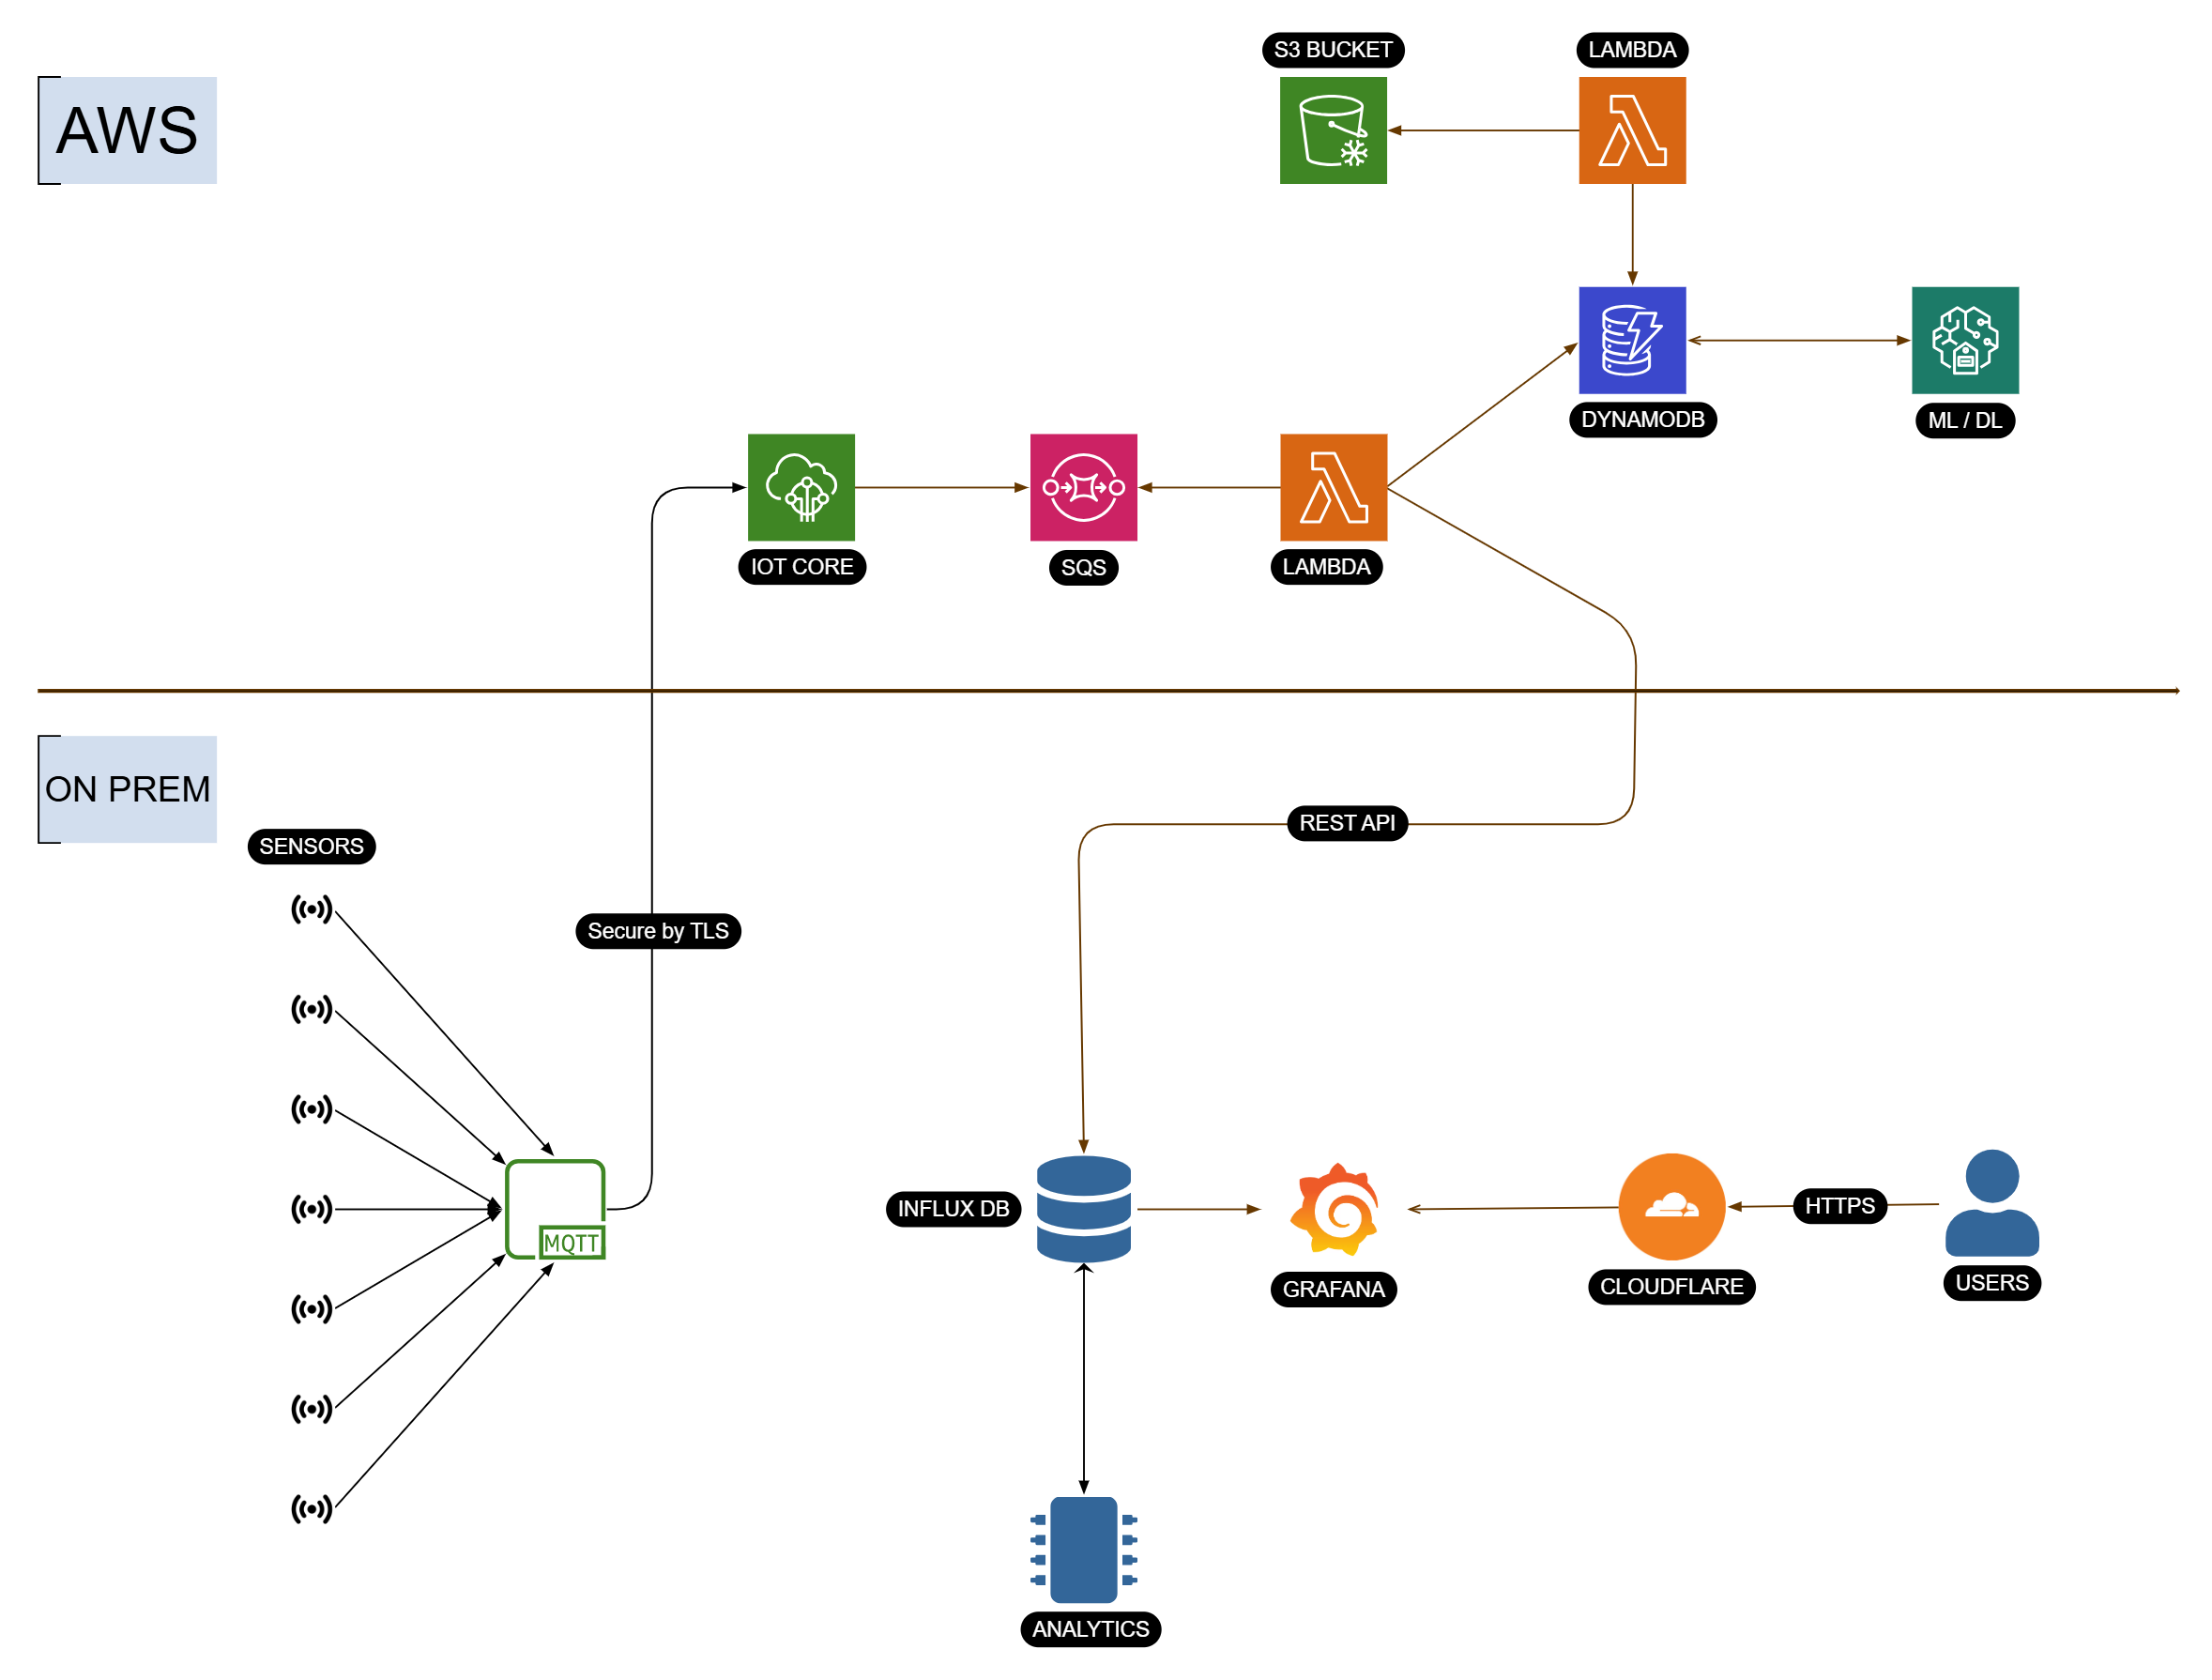 S3 BUCKET
LAMBDA
AWS
DYNAMODB
ML / DL
IOT CORE
SQS
LAMBDA
ON PREM
REST API
SENSORS
Secure by TLS
MQTT
INFLUX DB
GRAFANA
CLOUDFLARE
HTTPS
USERS
ANALYTICS